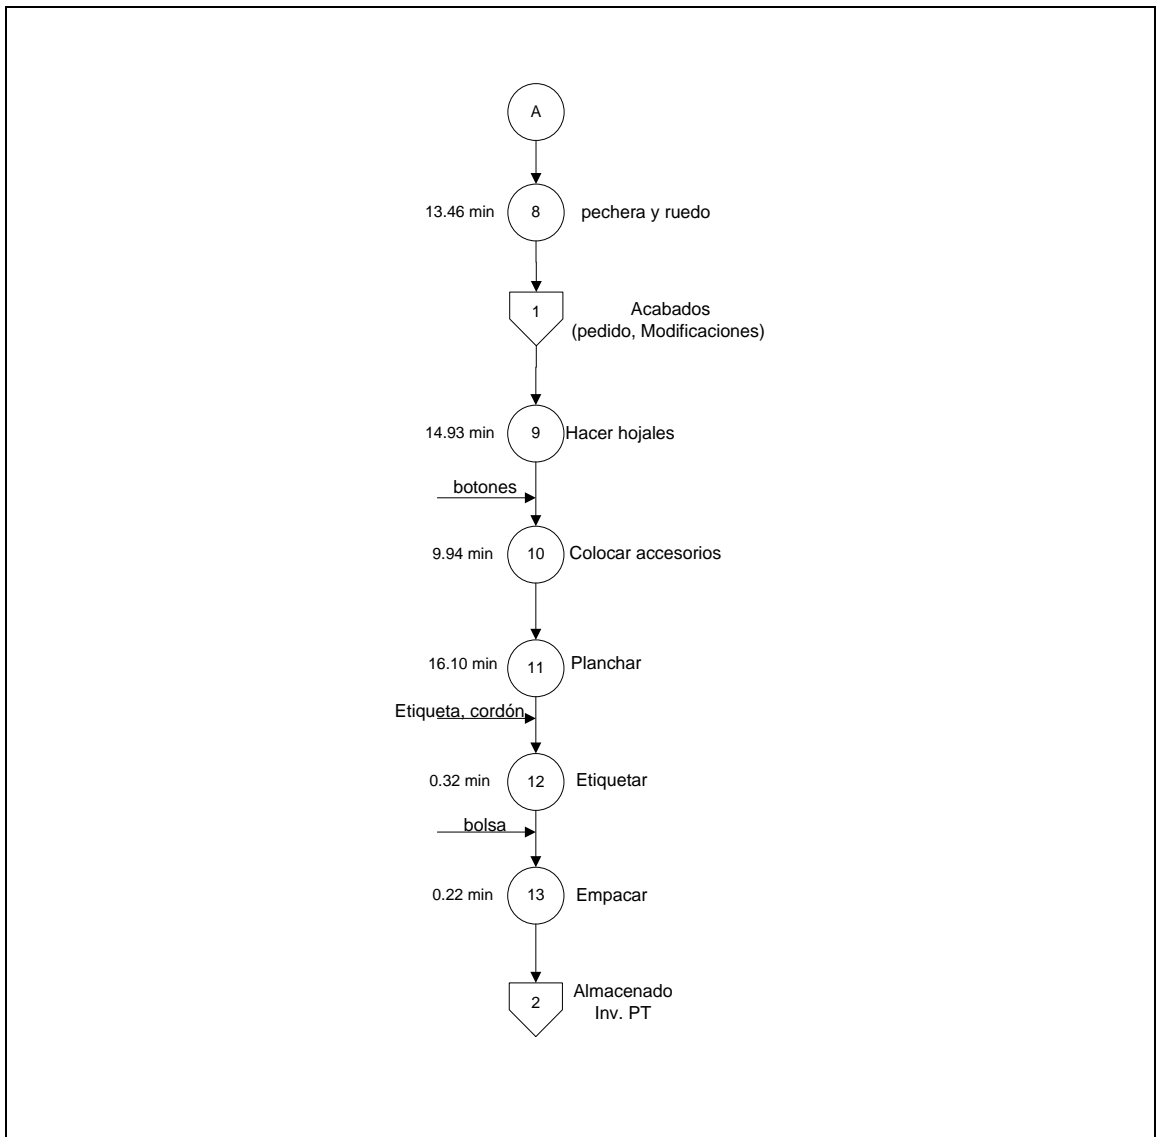 A
13.46 min 8 pechera y ruedo
1 Acabados
(pedido, Modificaciones)
14.93 min 9 Hacer hojales
botones
9.94 min 10 Colocar accesorios
16.10 min 11 Planchar
Etiqueta, cordón
0.32 min 12 Etiquetar
bolsa
0.22 min 13 Empacar
2 Almacenado
Inv. PT